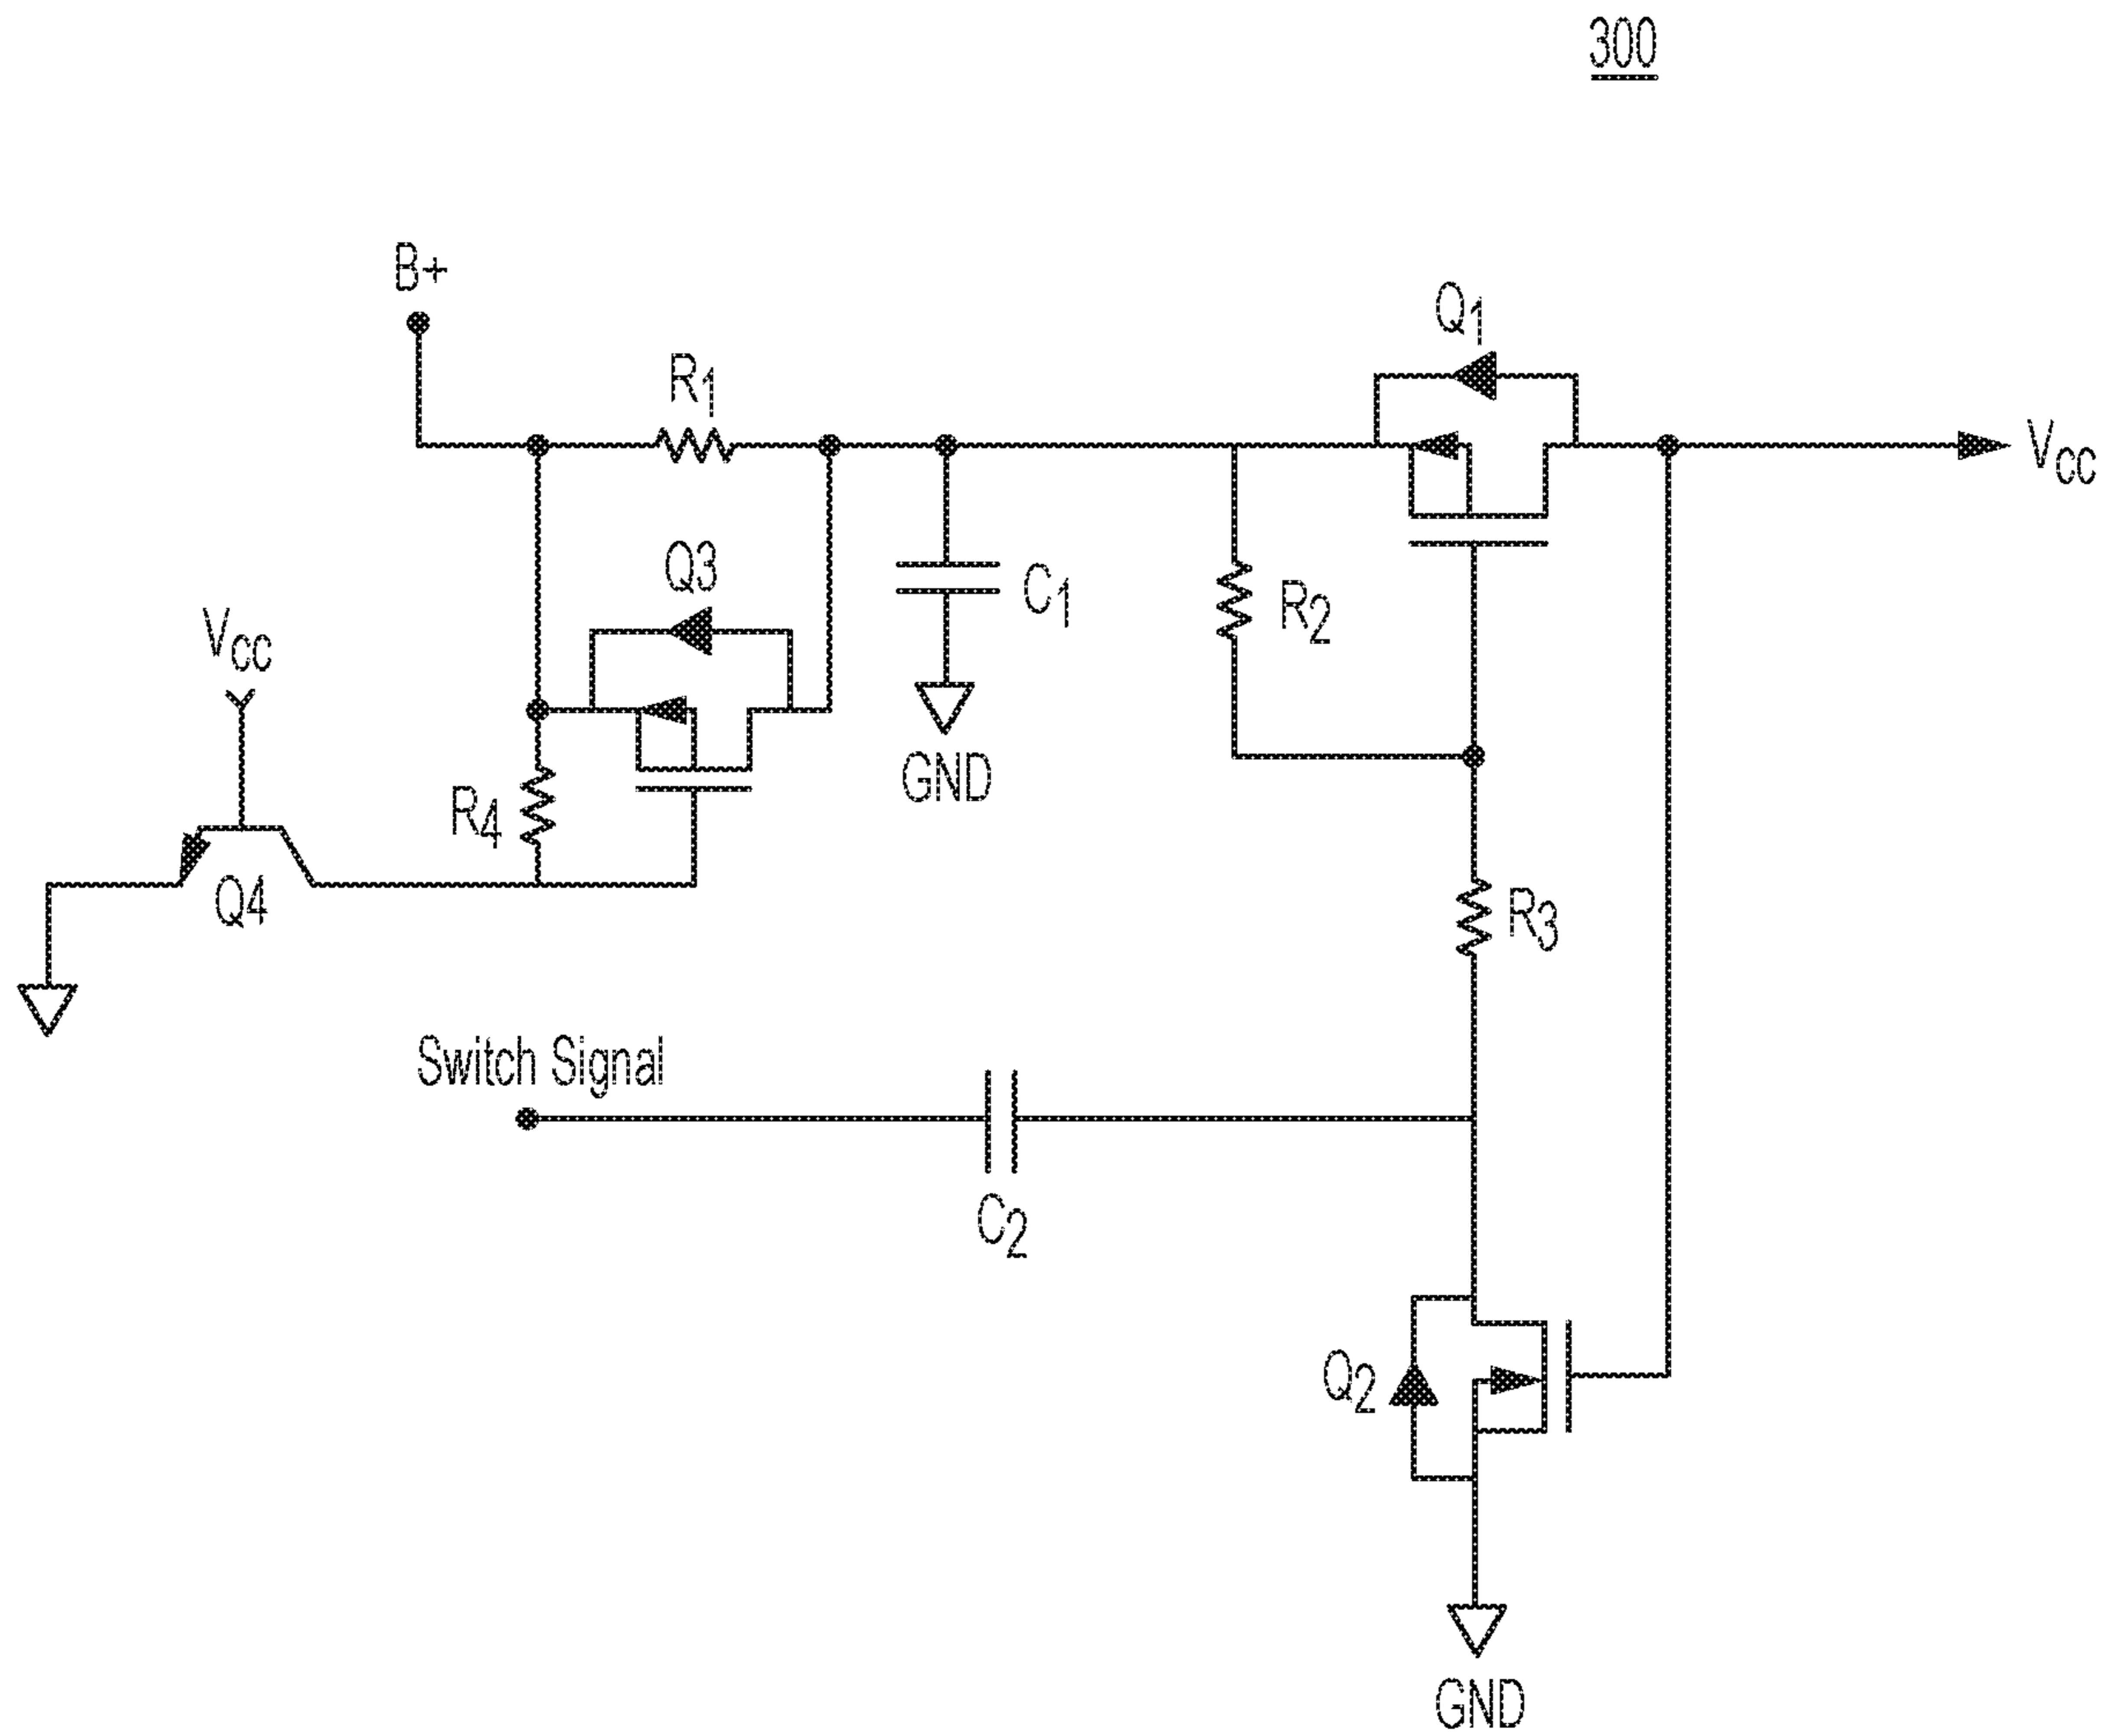 300
B+
R1
Q1
VCC
Q3
C1
R2
VCC
GND
R4
Q4
R3
Switch Signal
C2
Q2
GND